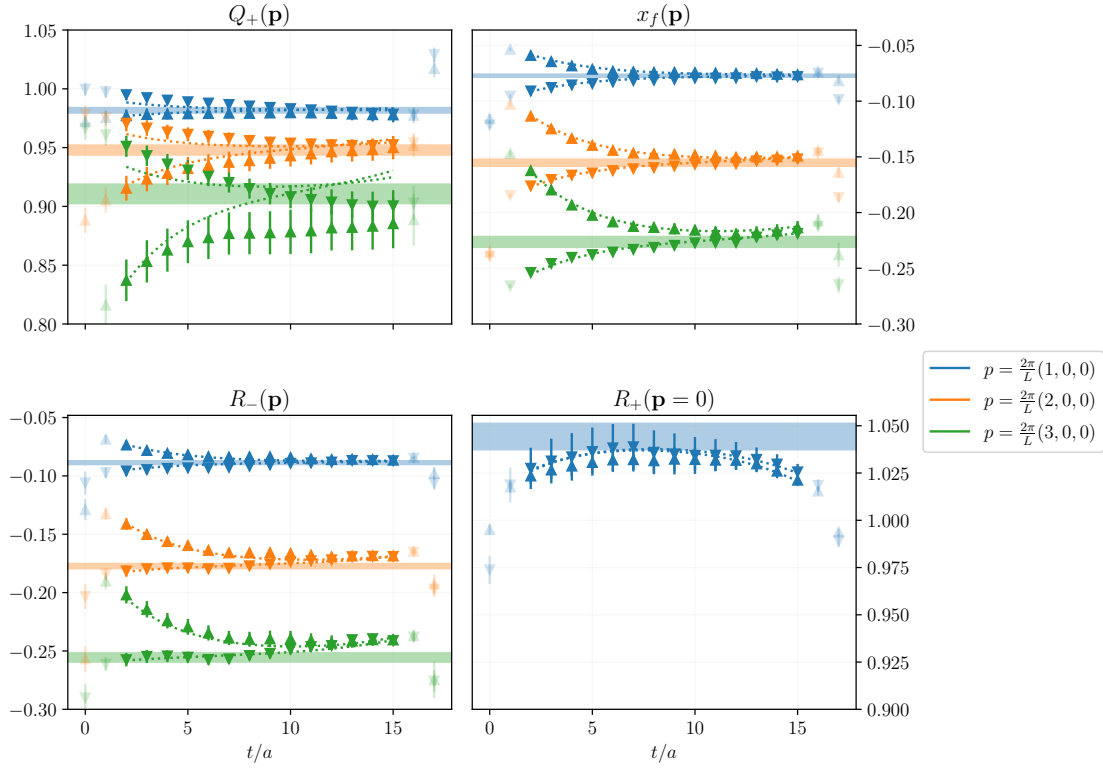 Q₊(𝐩)
x_f(𝐩)
1.05
1.00
0.95
0.90
0.85
0.80
−0.05
−0.10
−0.15
−0.20
−0.25
−0.30
p = 2π/L (1, 0, 0)
p = 2π/L (2, 0, 0)
p = 2π/L (3, 0, 0)
R₋(𝐩)
R₊(𝐩 = 0)
−0.05
−0.10
−0.15
−0.20
−0.25
−0.30
1.050
1.025
1.000
0.975
0.950
0.925
0.900
0 5 10 15
0 5 10 15
t/a
t/a